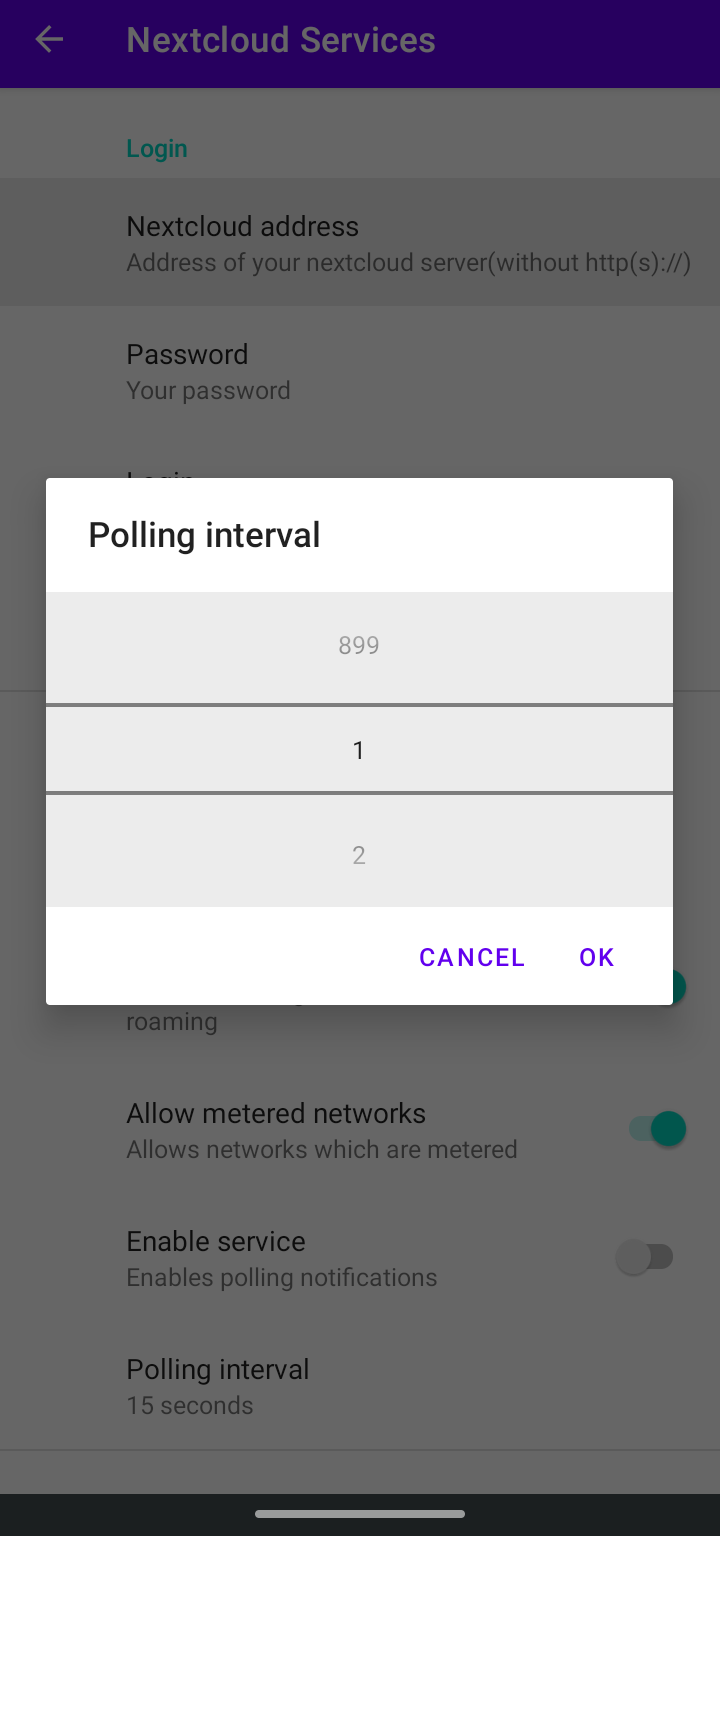 Nextcloud Services
Login
Nextcloud address
Address of your nextcloud server(without http(s)://)
Password
Your password
Polling interval
899
1
2
CANCEL OK
roaming
Allow metered networks
Allows networks which are metered
Enable service
Enables polling notifications
Polling interval
15 seconds